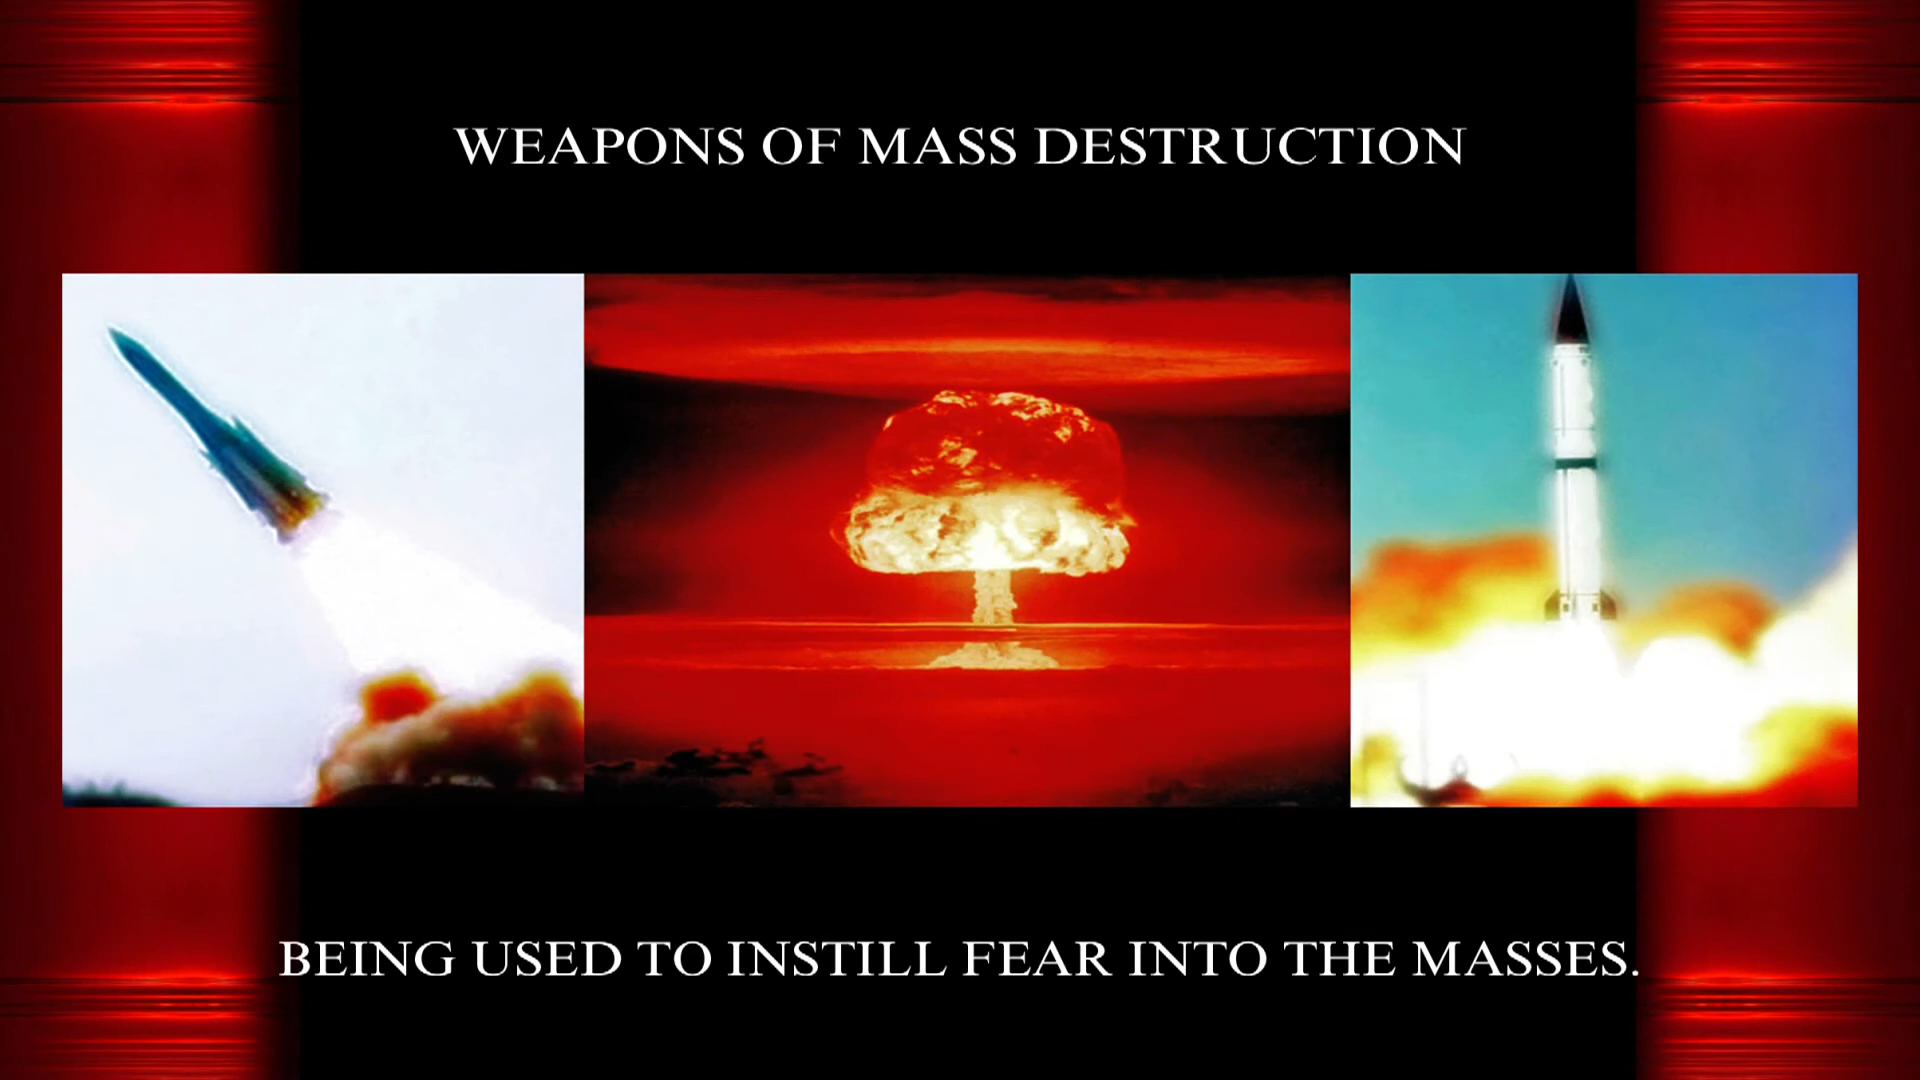 WEAPONS OF MASS DESTRUCTION
BEING USED TO INSTILL FEAR INTO THE MASSES.